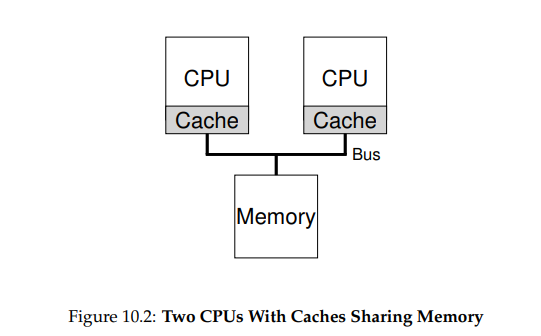 CPU CPU
Cache Cache
Bus
Memory
Figure 10.2: Two CPUs With Caches Sharing Memory